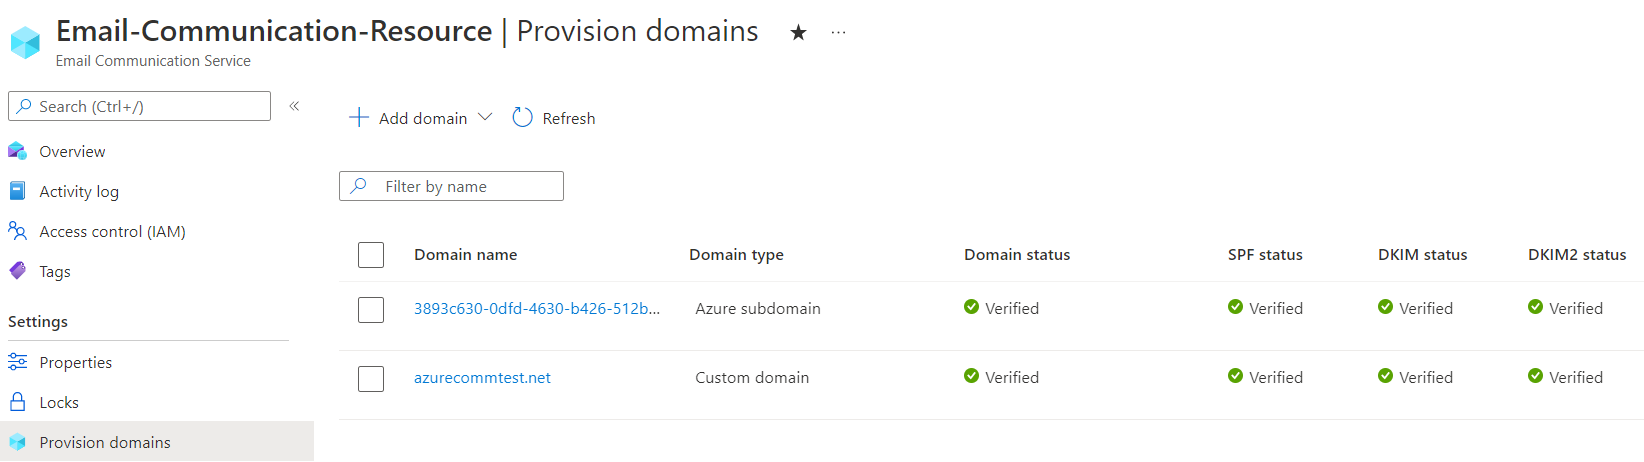 Email-Communication-Resource | Provision domains
Email Communication Service
Search (Ctrl+/)
Overview
Activity log
Access control (IAM)
Tags
Settings
Properties
Locks
Provision domains
Add domain
Refresh
Filter by name
Domain name Domain type Domain status SPF status DKIM status DKIM2 status
3893c630-0dfd-4630-b426-512b... Azure subdomain Verified Verified Verified Verified
azurecommtest.net Custom domain Verified Verified Verified Verified